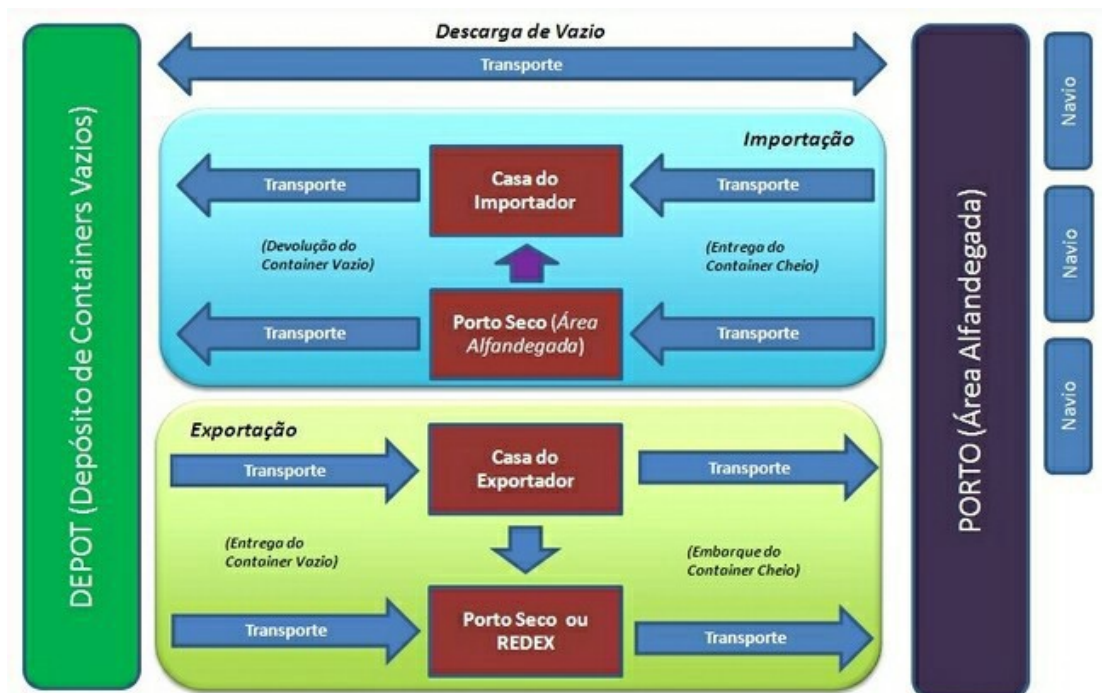 DEPOT (Depósito de Containers Vazios)
Descarga de Vazio
Transporte
Importação
Transporte
Casa do
Importador
Transporte
(Devolução do
Container Vazio)
(Entrega do
Container Cheio)
Transporte
Porto Seco (Área
Alfandegada)
Transporte
Exportação
Transporte
Casa do
Exportador
Transporte
(Entrega do
Container Vazio)
(Embarque do
Container Cheio)
Transporte
Porto Seco ou
REDEX
Transporte
PORTO (Área Alfandegada)
Navio
Navio
Navio